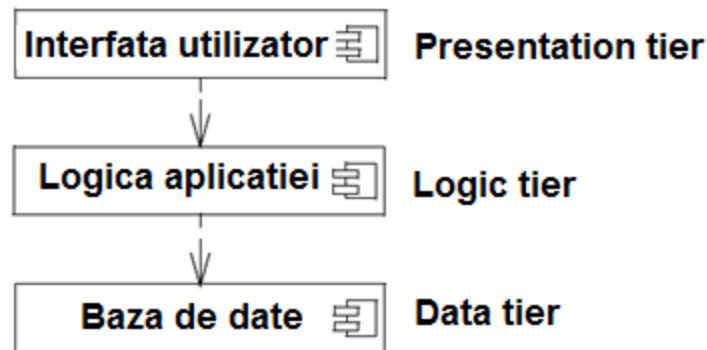 Interfata utilizator Presentation tier
Logica aplicatiei Logic tier
Baza de date Data tier